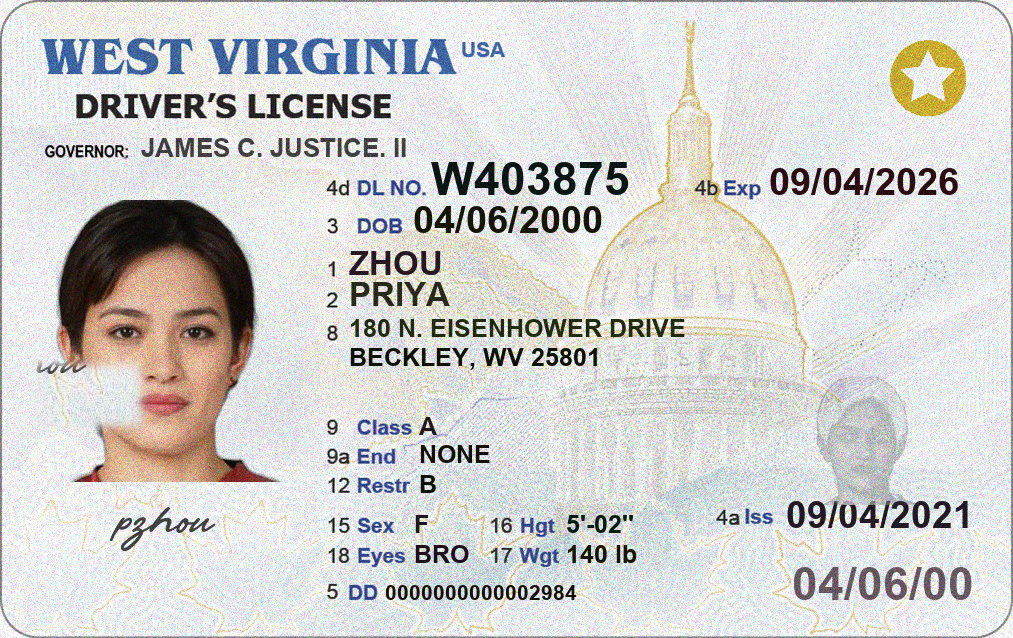 WEST VIRGINIA USA
DRIVER'S LICENSE
GOVERNOR: JAMES C. JUSTICE. II
4d DL NO. W403875 4b Exp 09/04/2026
3 DOB 04/06/2000
1 ZHOU
2 PRIYA
8 180 N. EISENHOWER DRIVE
BECKLEY, WV 25801
9 Class A
9a End NONE
12 Restr B
pzhou
15 Sex F 16 Hgt 5'-02" 4a Iss 09/04/2021
18 Eyes BRO 17 Wgt 140 lb
5 DD 0000000000002984 04/06/00